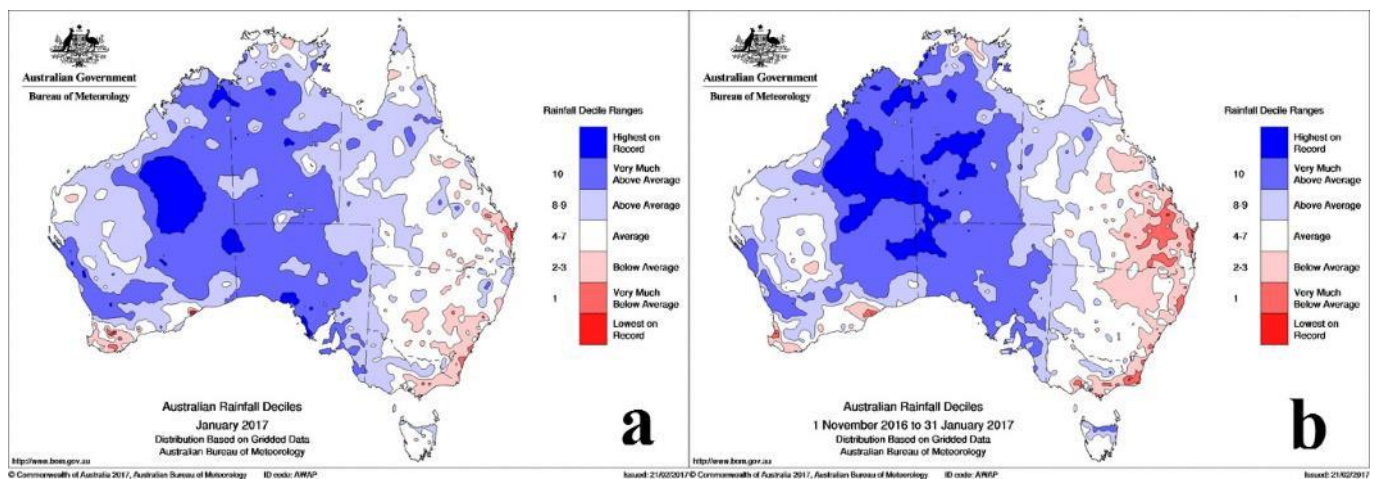 Australian Government
Bureau of Meteorology
Rainfall Decile Ranges
Highest on
Record
10
Very Much
Above Average
8-9
Above Average
4-7
Average
2-3
Below Average
1
Very Much
Below Average
Lowest on
Record
Australian Rainfall Deciles
January 2017
Distribution Based on Gridded Data
Australian Bureau of Meteorology
a
http://www.bom.gov.au
© Commonwealth of Australia 2017, Australian Bureau of Meteorology ID code: AWAP Issued: 21/02/2017
Australian Government
Bureau of Meteorology
Rainfall Decile Ranges
Highest on
Record
10
Very Much
Above Average
8-9
Above Average
4-7
Average
2-3
Below Average
1
Very Much
Below Average
Lowest on
Record
Australian Rainfall Deciles
1 November 2016 to 31 January 2017
Distribution Based on Gridded Data
Australian Bureau of Meteorology
b
http://www.bom.gov.au
© Commonwealth of Australia 2017, Australian Bureau of Meteorology ID code: AWAP Issued: 21/02/2017